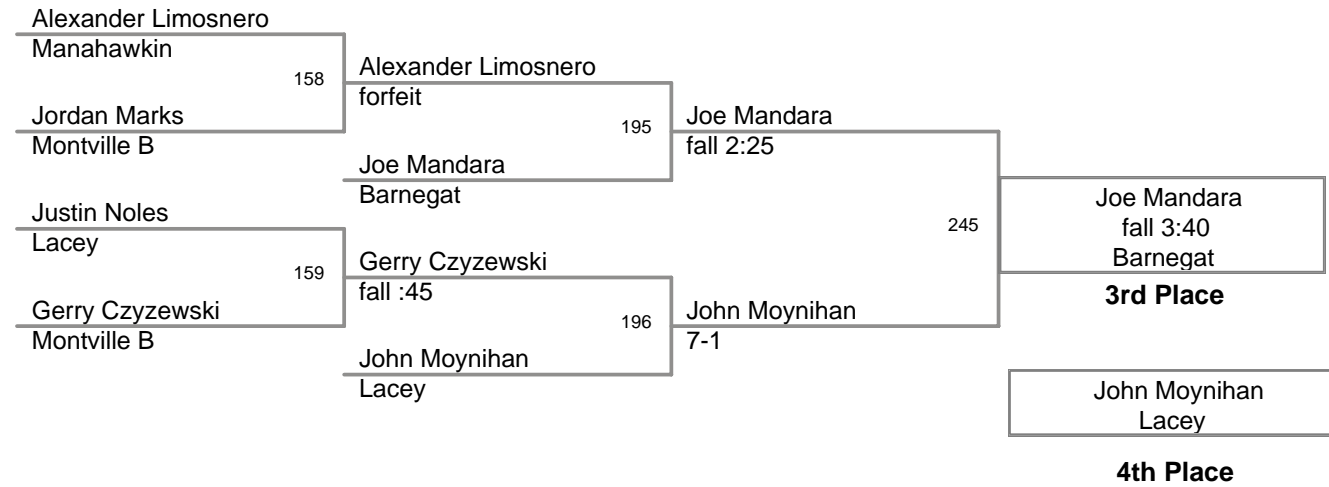 Alexander Limosnero
Manahawkin
158
Jordan Marks
Montville B
Justin Noles
Lacey
159
Gerry Czyzewski
Montville B
Alexander Limosnero
forfeit
195
Joe Mandara
Barnegat
Gerry Czyzewski
fall :45
196
John Moynihan
Lacey
Joe Mandara
fall 2:25
245
John Moynihan
7-1
Joe Mandara
fall 3:40
Barnegat
3rd Place
John Moynihan
Lacey
4th Place